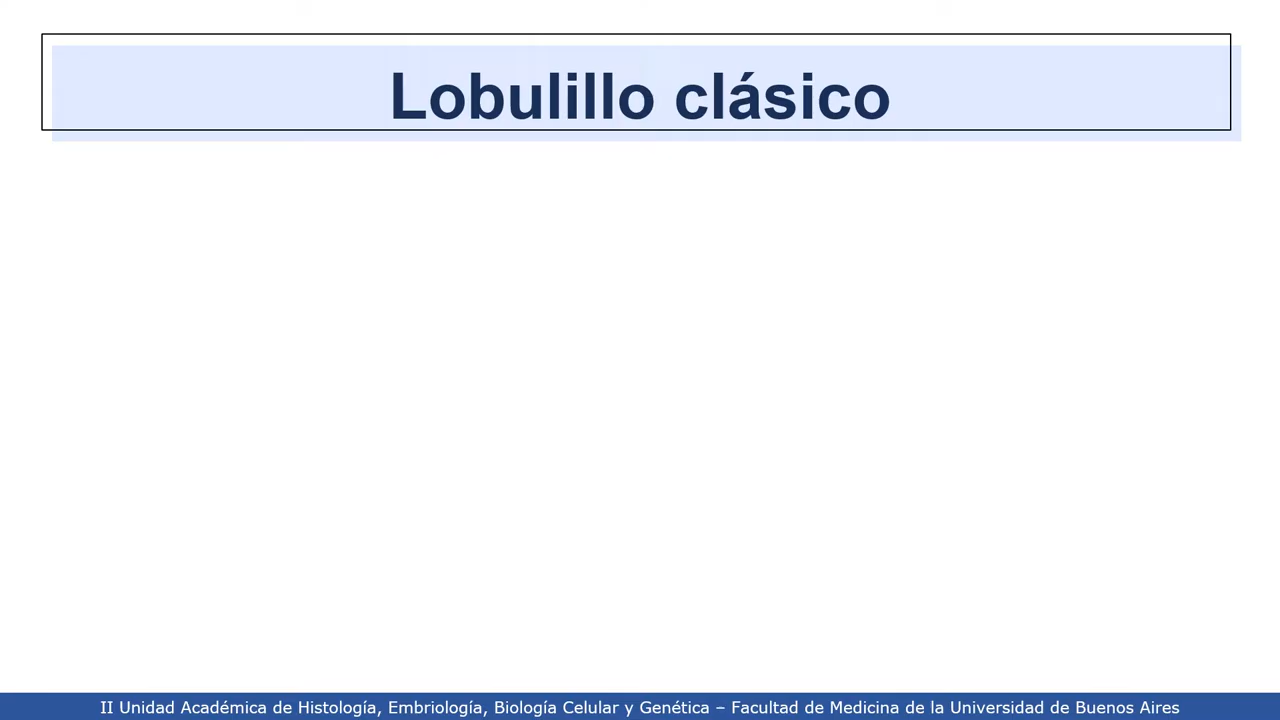 Lobulillo clásico
II Unidad Académica de Histología, Embriología, Biología Celular y Genética – Facultad de Medicina de la Universidad de Buenos Aires